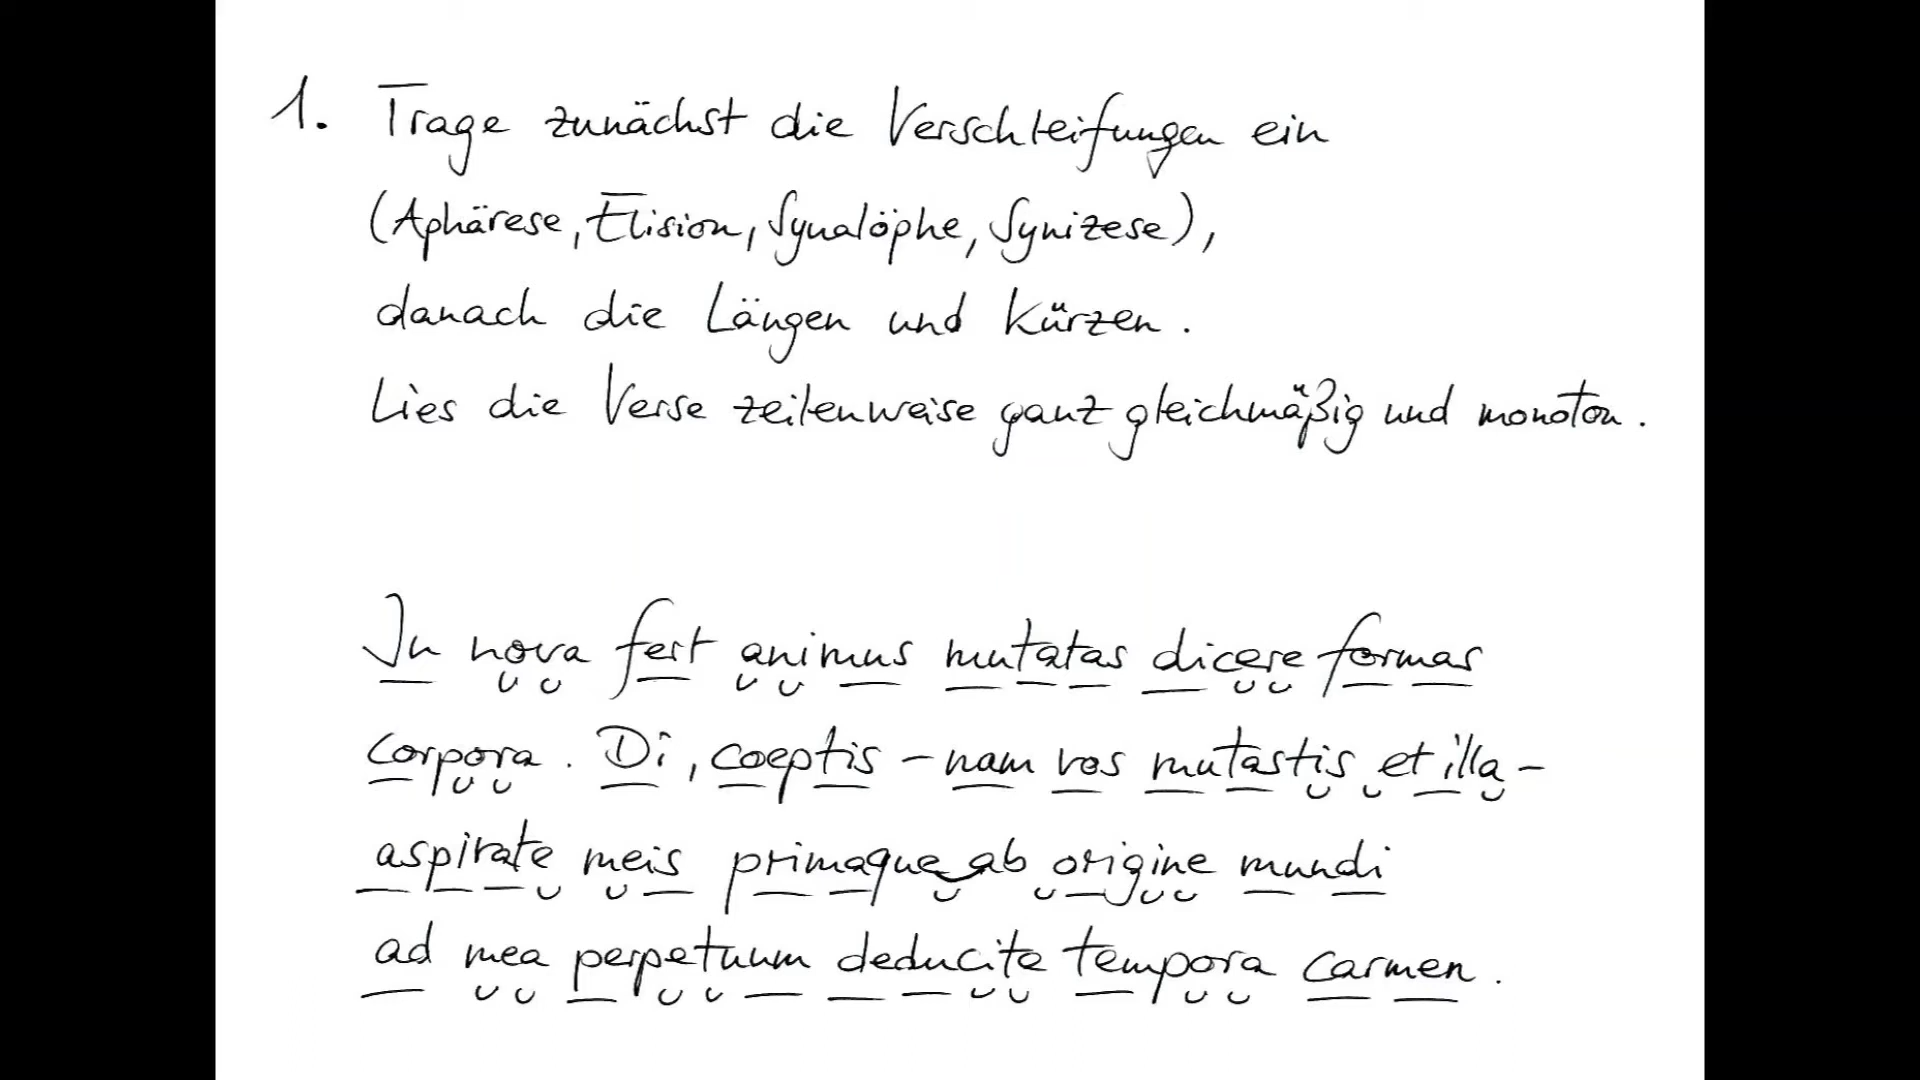 1. Trage zunächst die Verschleifungen ein
(Aphärese, Elision, Synalöphe, Synizese),
danach die Längen und Kürzen.
Lies die Verse zeilenweise ganz gleichmäßig und monoton.
In nova fert animus mutatas dicere formas
corpora. Di, coeptis - nam vos mutastis et illa -
aspirate meis primaque ab origine mundi
ad mea perpetuum deducite tempora carmen.